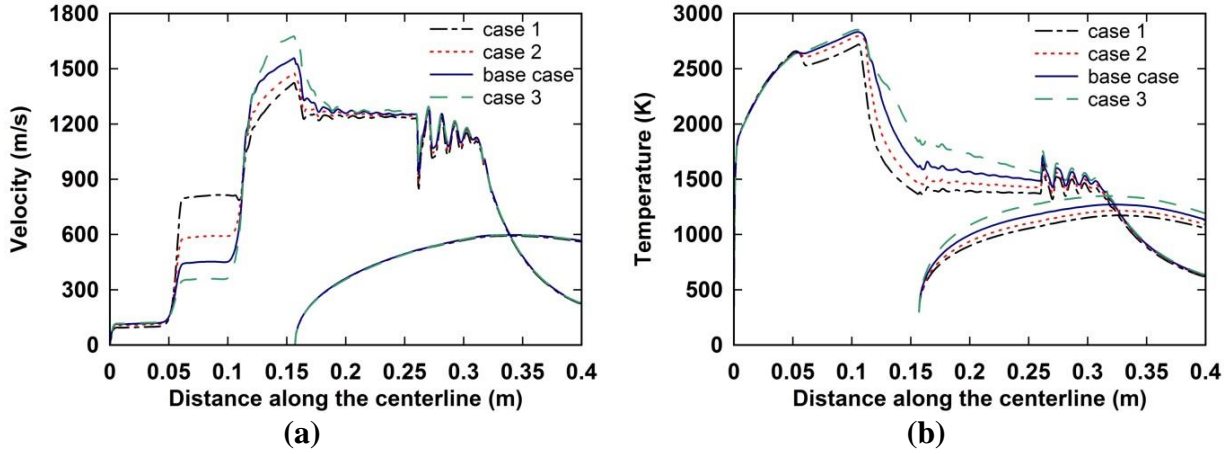 1800
1500
1200
900
600
300
0
Velocity (m/s)
case 1
case 2
base case
case 3
0 0.05 0.1 0.15 0.2 0.25 0.3 0.35 0.4
Distance along the centerline (m)
(a)
3000
2500
2000
1500
1000
500
0
Temperature (K)
case 1
case 2
base case
case 3
0 0.05 0.1 0.15 0.2 0.25 0.3 0.35 0.4
Distance along the centerline (m)
(b)